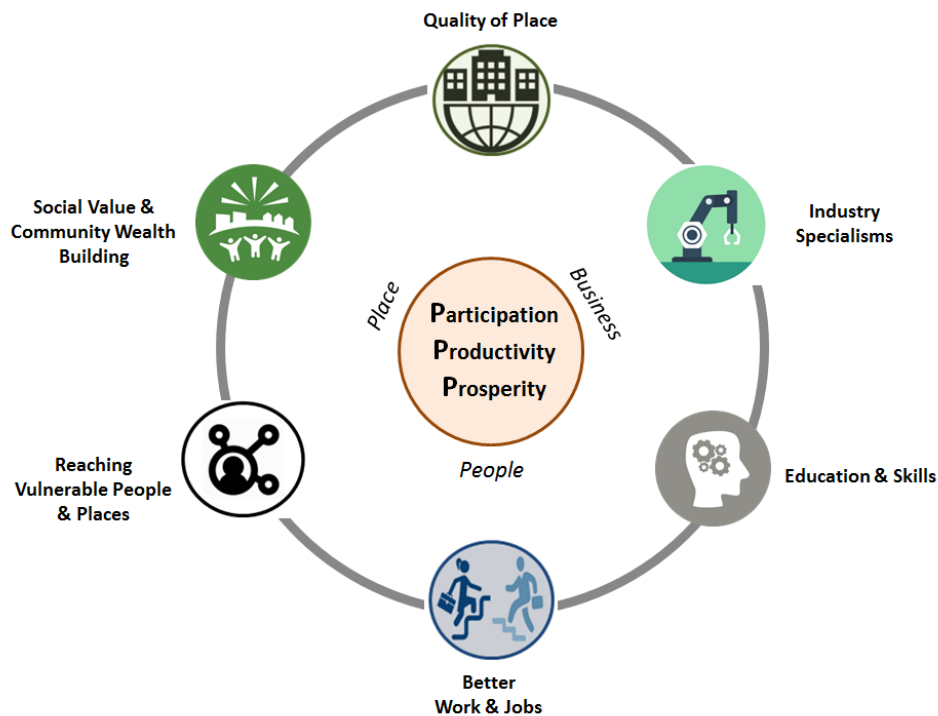 Quality of Place
Social Value &
Community Wealth
Building
Industry
Specialisms
Place
Business
Participation
Productivity
Prosperity
People
Reaching
Vulnerable People
& Places
Education & Skills
Better
Work & Jobs